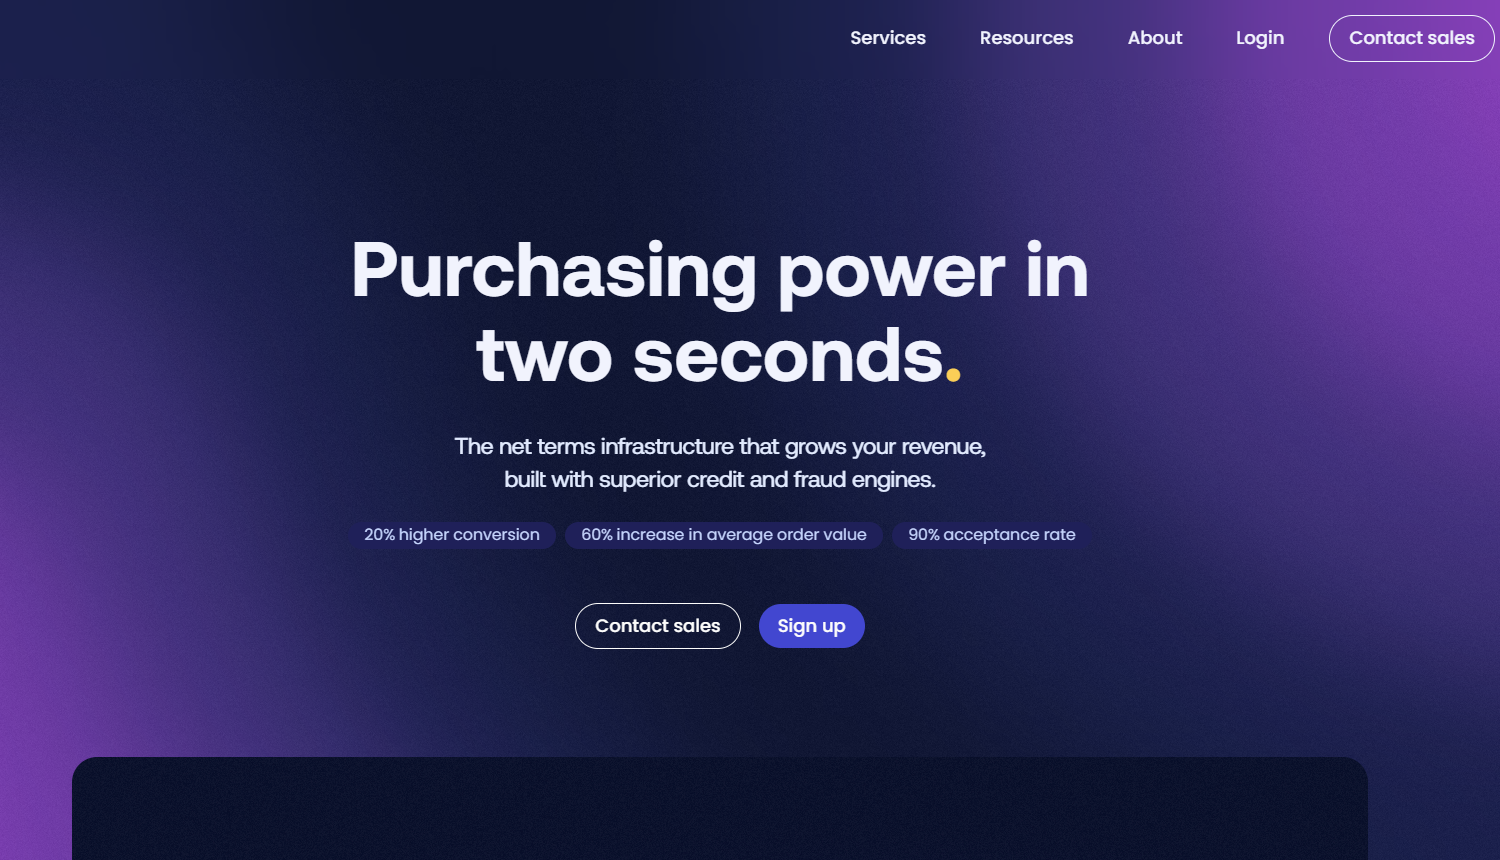 Services Resources About Login Contact sales
Purchasing power in
two seconds.
The net terms infrastructure that grows your revenue,
built with superior credit and fraud engines.
20% higher conversion 60% increase in average order value 90% acceptance rate
Contact sales Sign up